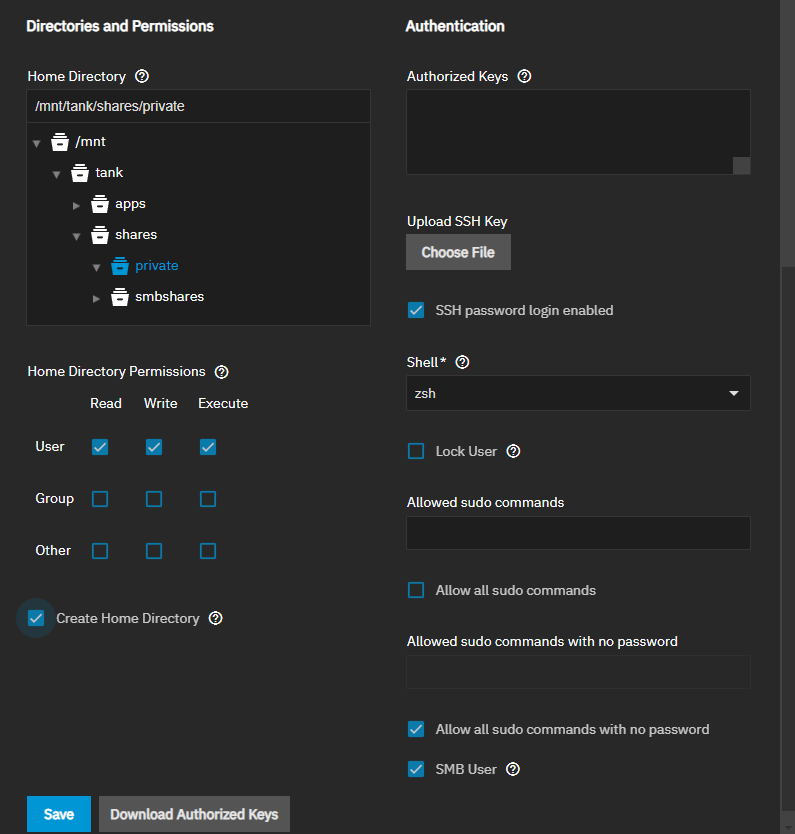 Directories and Permissions
Home Directory
/mnt/tank/shares/private
/mnt
tank
apps
shares
private
smbshares
Home Directory Permissions
Read Write Execute
User
Group
Other
Create Home Directory
Authentication
Authorized Keys
Upload SSH Key
Choose File
SSH password login enabled
Shell*
zsh
Lock User
Allowed sudo commands
Allow all sudo commands
Allowed sudo commands with no password
Allow all sudo commands with no password
SMB User
Save Download Authorized Keys